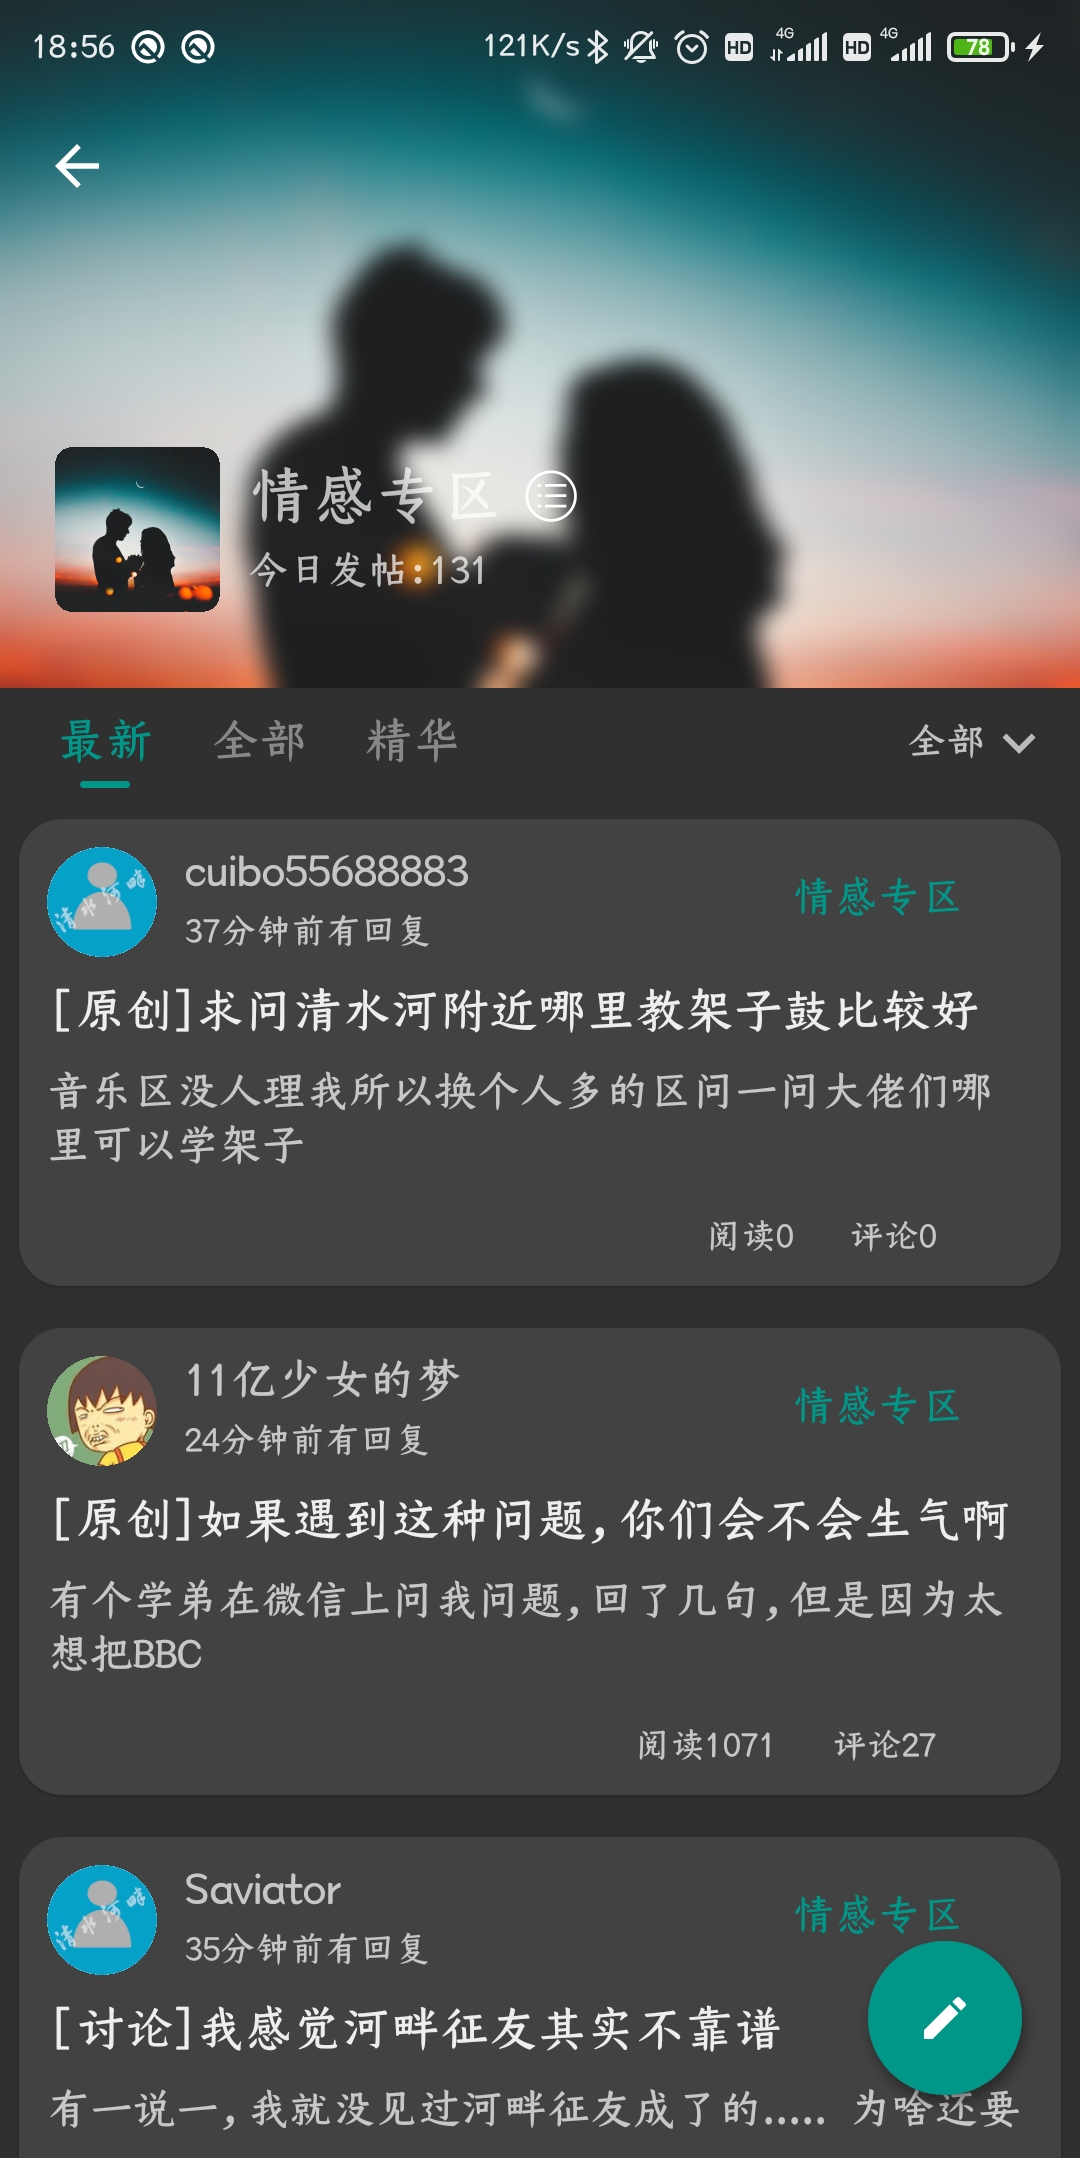 18:56 121K/s HD 4G HD 4G 78
情感专区
今日发帖:131
最新 全部 精华 全部
cuibo55688883
37分钟前有回复
情感专区
清水河畔
[原创]求问清水河附近哪里教架子鼓比较好
音乐区没人理我所以换个人多的区问一问大佬们哪
里可以学架子
阅读0 评论0
11亿少女的梦
24分钟前有回复
情感专区
[原创]如果遇到这种问题,你们会不会生气啊
有个学弟在微信上问我问题,回了几句,但是因为太
想把BBC
阅读1071 评论27
Saviator
35分钟前有回复
情感专区
清水河畔
[讨论]我感觉河畔征友其实不靠谱
有一说一,我就没见过河畔征友成了的..... 为啥还要